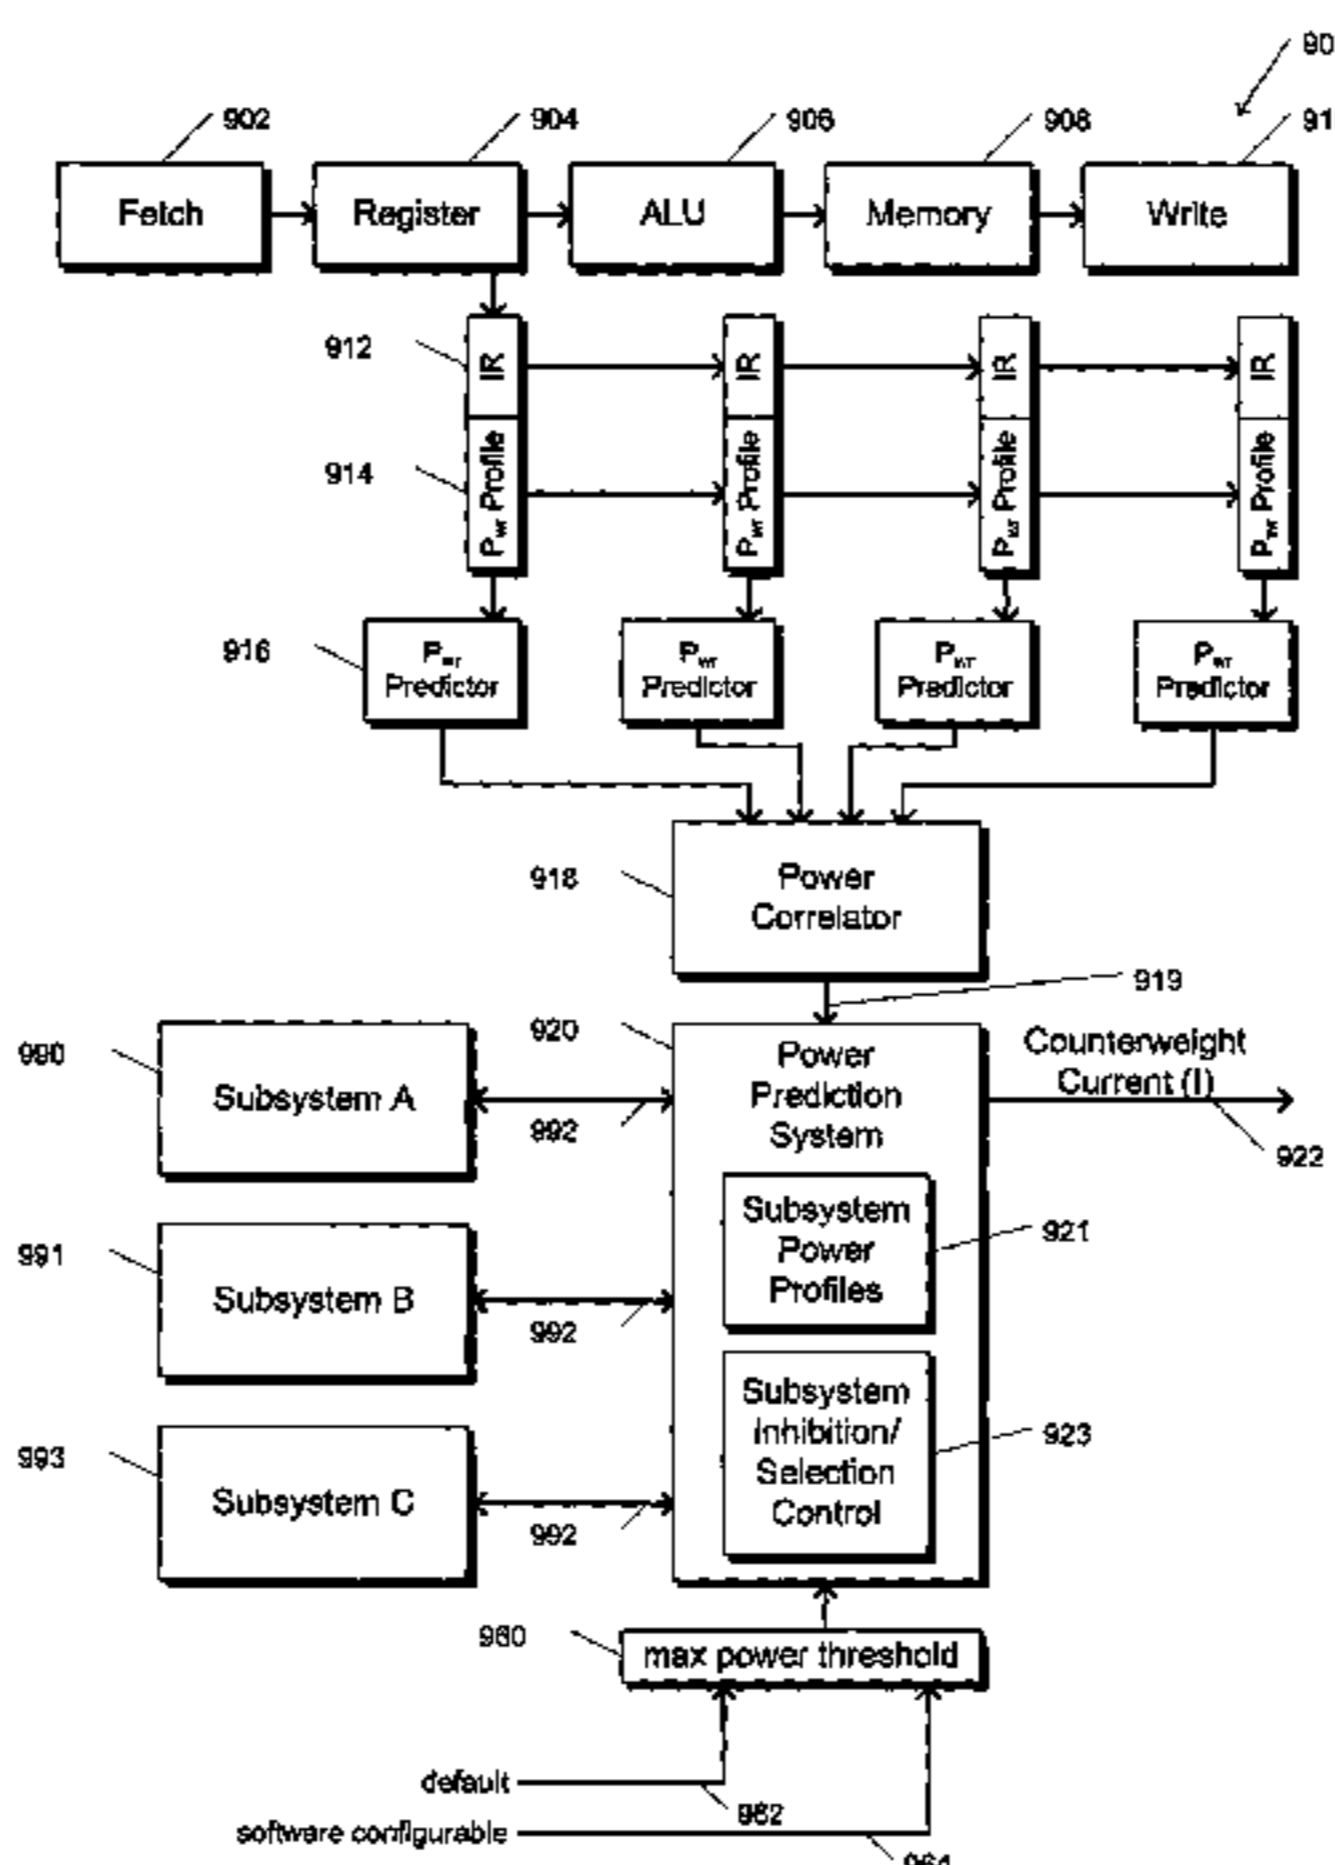 90
902
904
906
908
91
Fetch
Register
ALU
Memory
Write
912
IR
IR
IR
IR
914
Pwr Profile
Pwr Profile
Pwr Profile
Pwr Profile
916
Pwr
Predictor
Pwr
Predictor
Pwr
Predictor
Pwr
Predictor
918
Power
Correlator
919
990
Subsystem A
992
920
Power
Prediction
System
Counterweight
Current (I)
922
991
Subsystem B
992
Subsystem
Power
Profiles
921
993
Subsystem C
992
Subsystem
Inhibition/
Selection
Control
923
960
max power threshold
default
962
software configurable